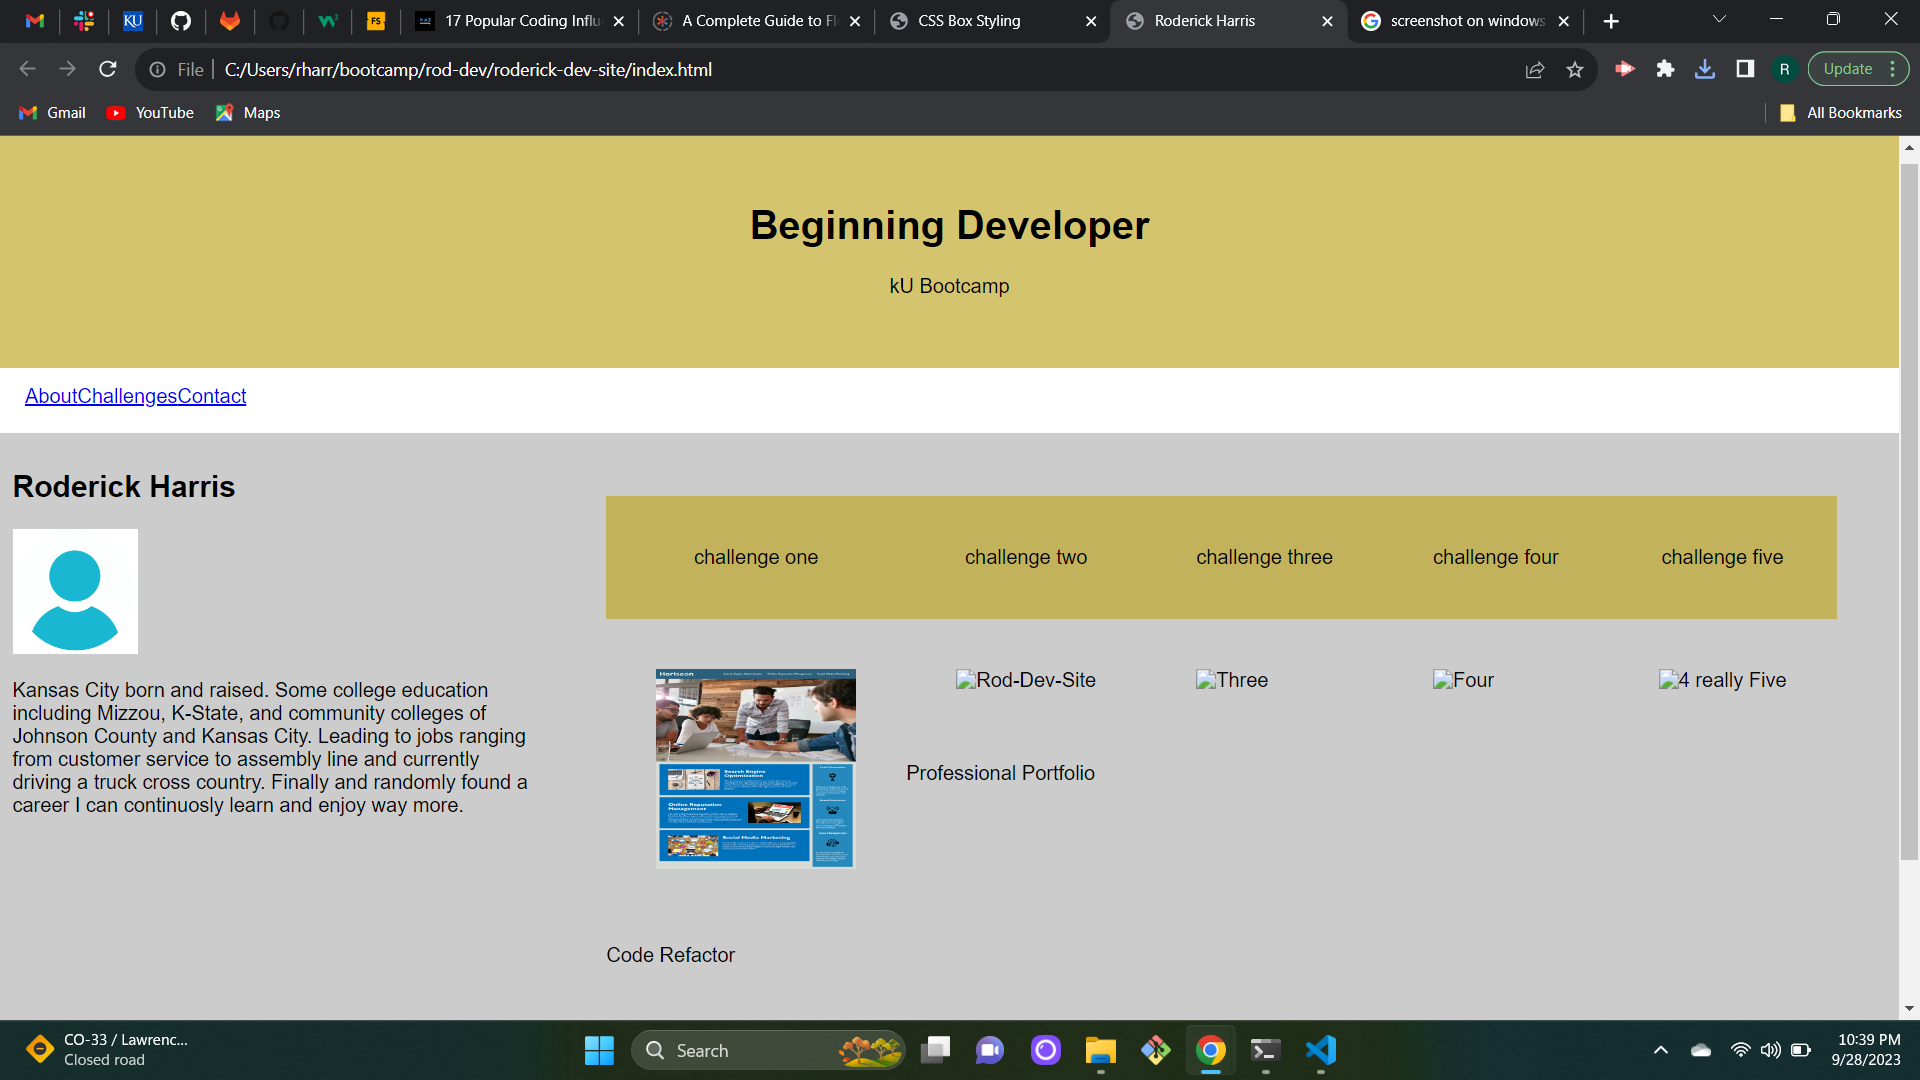 17 Popular Coding Influ
A Complete Guide to Fl
CSS Box Styling
Roderick Harris
screenshot on windows
File
C:/Users/rharr/bootcamp/rod-dev/roderick-dev-site/index.html
R
Update
Gmail
YouTube
Maps
All Bookmarks
Beginning Developer
kU Bootcamp
AboutChallengesContact
Roderick Harris
Kansas City born and raised. Some college education
including Mizzou, K-State, and community colleges of
Johnson County and Kansas City. Leading to jobs ranging
from customer service to assembly line and currently
driving a truck cross country. Finally and randomly found a
career I can continuosly learn and enjoy way more.
challenge one
challenge two
challenge three
challenge four
challenge five
Horiseon
Search Engine
Optimization
Online Reputation
Management
Social Media Marketing
Rod-Dev-Site
Three
Four
4 really Five
Professional Portfolio
Code Refactor
CO-33 / Lawrenc...
Closed road
Search
10:39 PM
9/28/2023